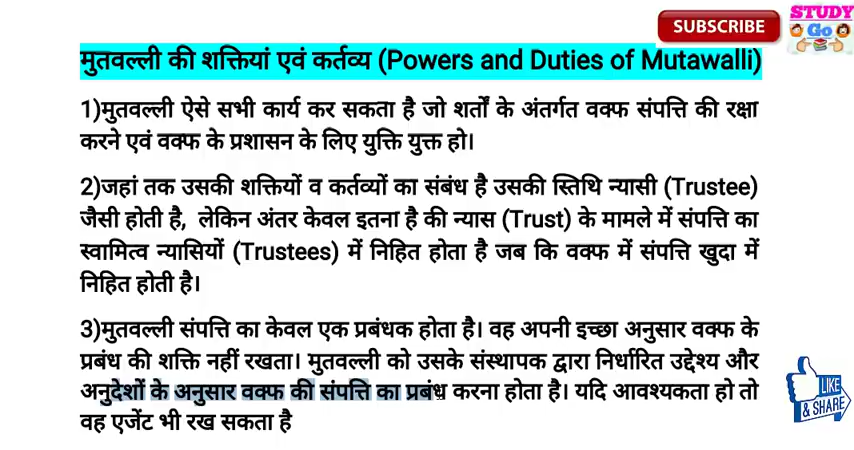 SUBSCRIBE
STUDY
Go
मुतवल्ली की शक्तियां एवं कर्तव्य (Powers and Duties of Mutawalli)
1)मुतवल्ली ऐसे सभी कार्य कर सकता है जो शर्तों के अंतर्गत वक्फ संपत्ति की रक्षा
करने एवं वक्फ के प्रशासन के लिए युक्ति युक्त हो।
2)जहां तक उसकी शक्तियों व कर्तव्यों का संबंध है उसकी स्तिथि न्यासी (Trustee)
जैसी होती है, लेकिन अंतर केवल इतना है की न्यास (Trust) के मामले में संपत्ति का
स्वामित्व न्यासियों (Trustees) में निहित होता है जब कि वक्फ में संपत्ति खुदा में
निहित होती है।
3)मुतवल्ली संपत्ति का केवल एक प्रबंधक होता है। वह अपनी इच्छा अनुसार वक्फ के
प्रबंध की शक्ति नहीं रखता। मुतवल्ली को उसके संस्थापक द्वारा निर्धारित उद्देश्य और
अनुदेशों के अनुसार वक्फ की संपत्ति का प्रबंध करना होता है। यदि आवश्यकता हो तो
वह एजेंट भी रख सकता है
LIKE
& SHARE